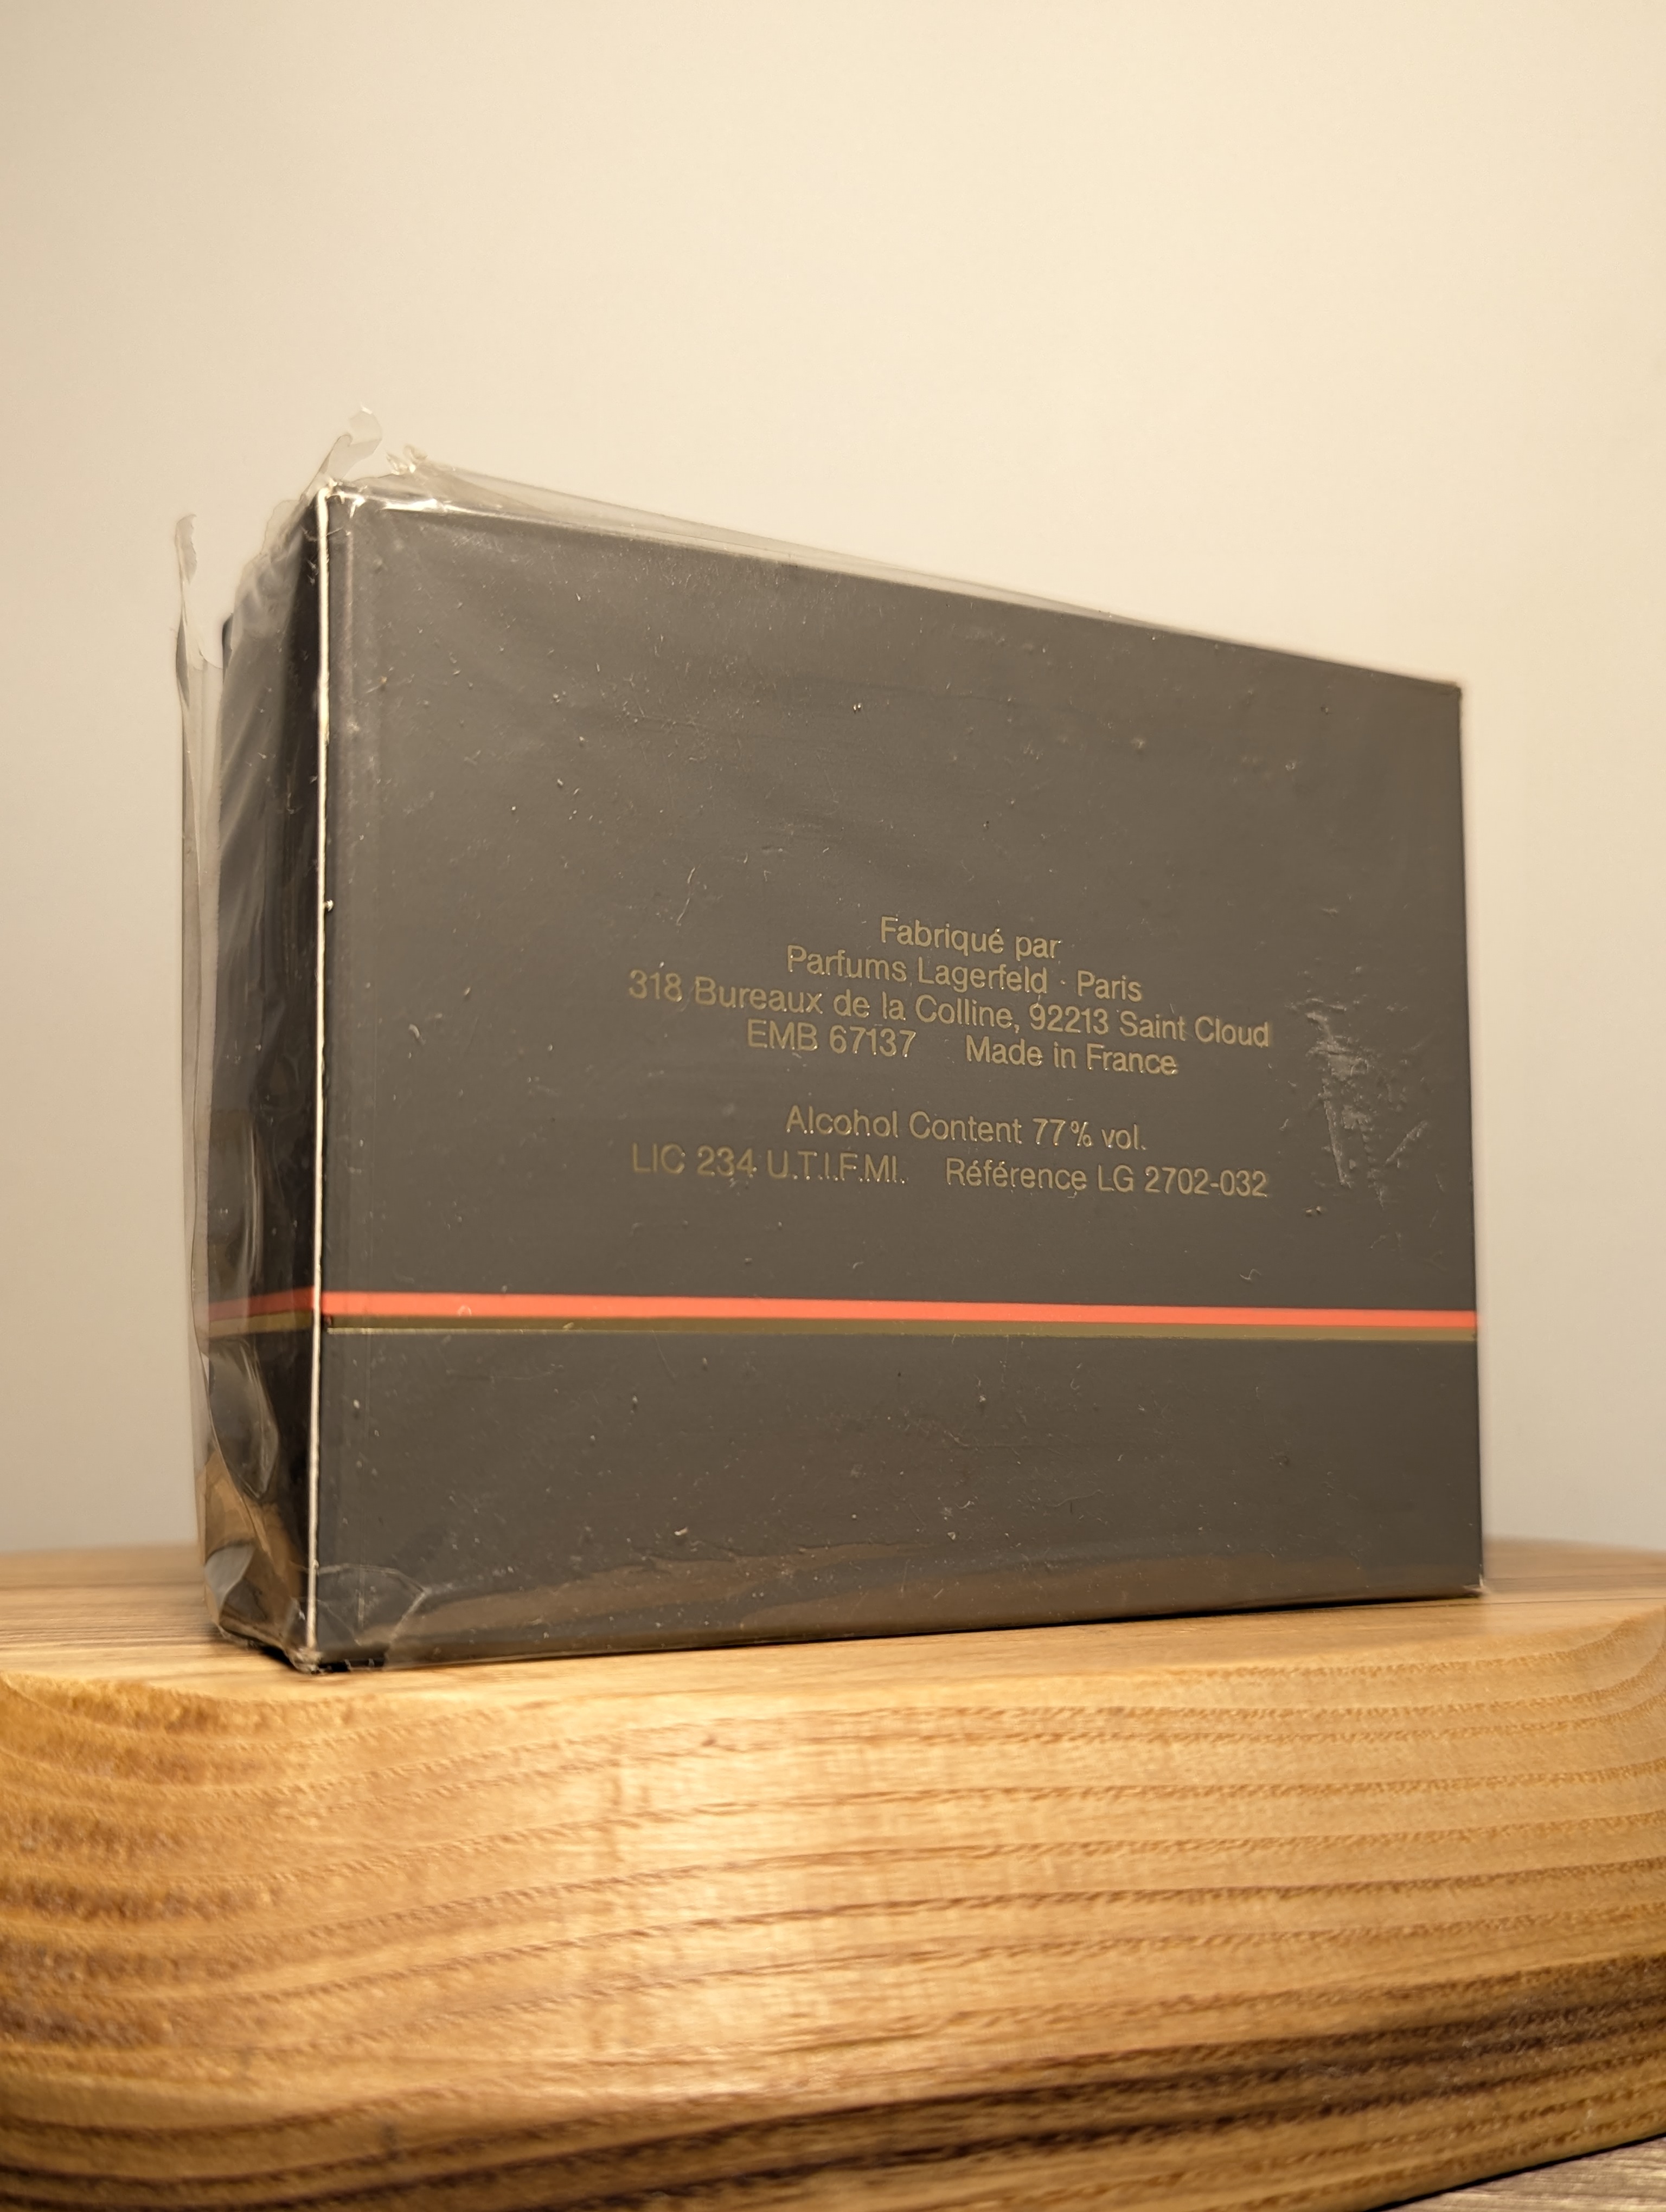 Fabriqué par
Parfums Lagerfeld · Paris
318 Bureaux de la Colline, 92213 Saint Cloud
EMB 67137 Made in France
Alcohol Content 77% vol.
LIC 234 U.T.I.F.MI. Référence LG 2702-032